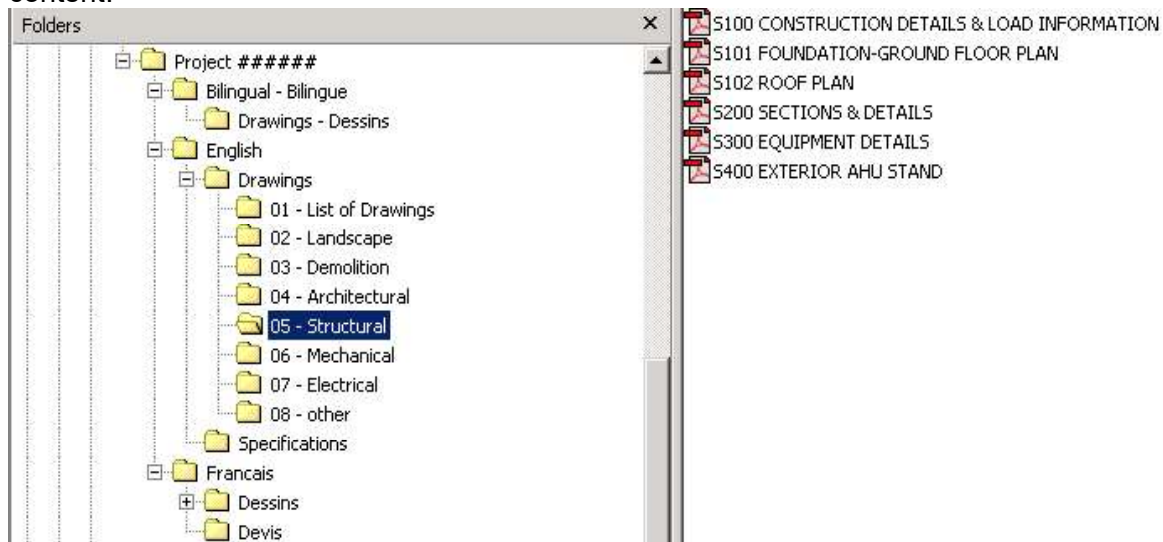 content:
Folders
Project ######
Bilingual - Bilingue
Drawings - Dessins
English
Drawings
01 - List of Drawings
02 - Landscape
03 - Demolition
04 - Architectural
05 - Structural
06 - Mechanical
07 - Electrical
08 - other
Specifications
Francais
Dessins
Devis
S100 CONSTRUCTION DETAILS & LOAD INFORMATION
S101 FOUNDATION-GROUND FLOOR PLAN
S102 ROOF PLAN
S200 SECTIONS & DETAILS
S300 EQUIPMENT DETAILS
S400 EXTERIOR AHU STAND